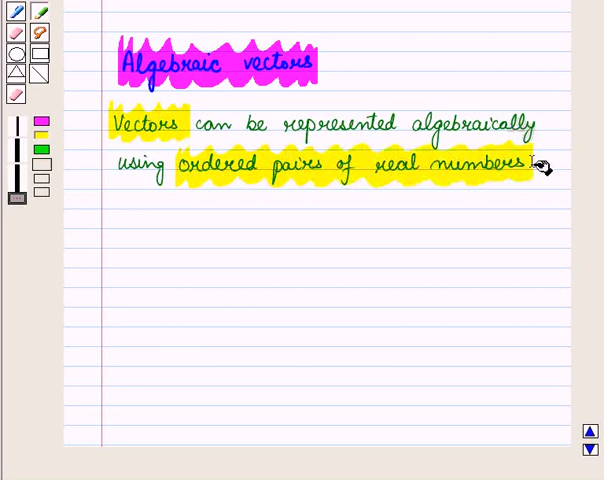 Algebraic vectors
Vectors can be represented algebraically
using ordered pairs of real numbers.